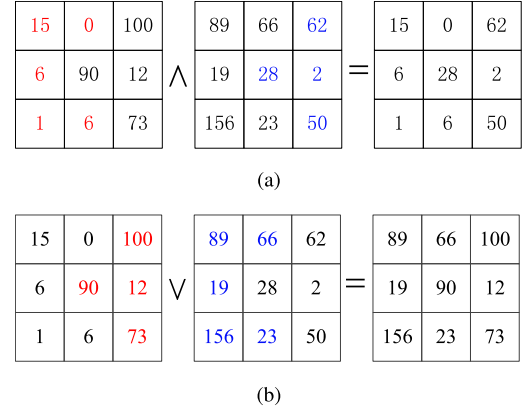 15 0 100 89 66 62 15 0 62
6 90 12 ∧ 19 28 2 = 6 28 2
1 6 73 156 23 50 1 6 50
(a)
15 0 100 89 66 62 89 66 100
6 90 12 ∨ 19 28 2 = 19 90 12
1 6 73 156 23 50 156 23 73
(b)